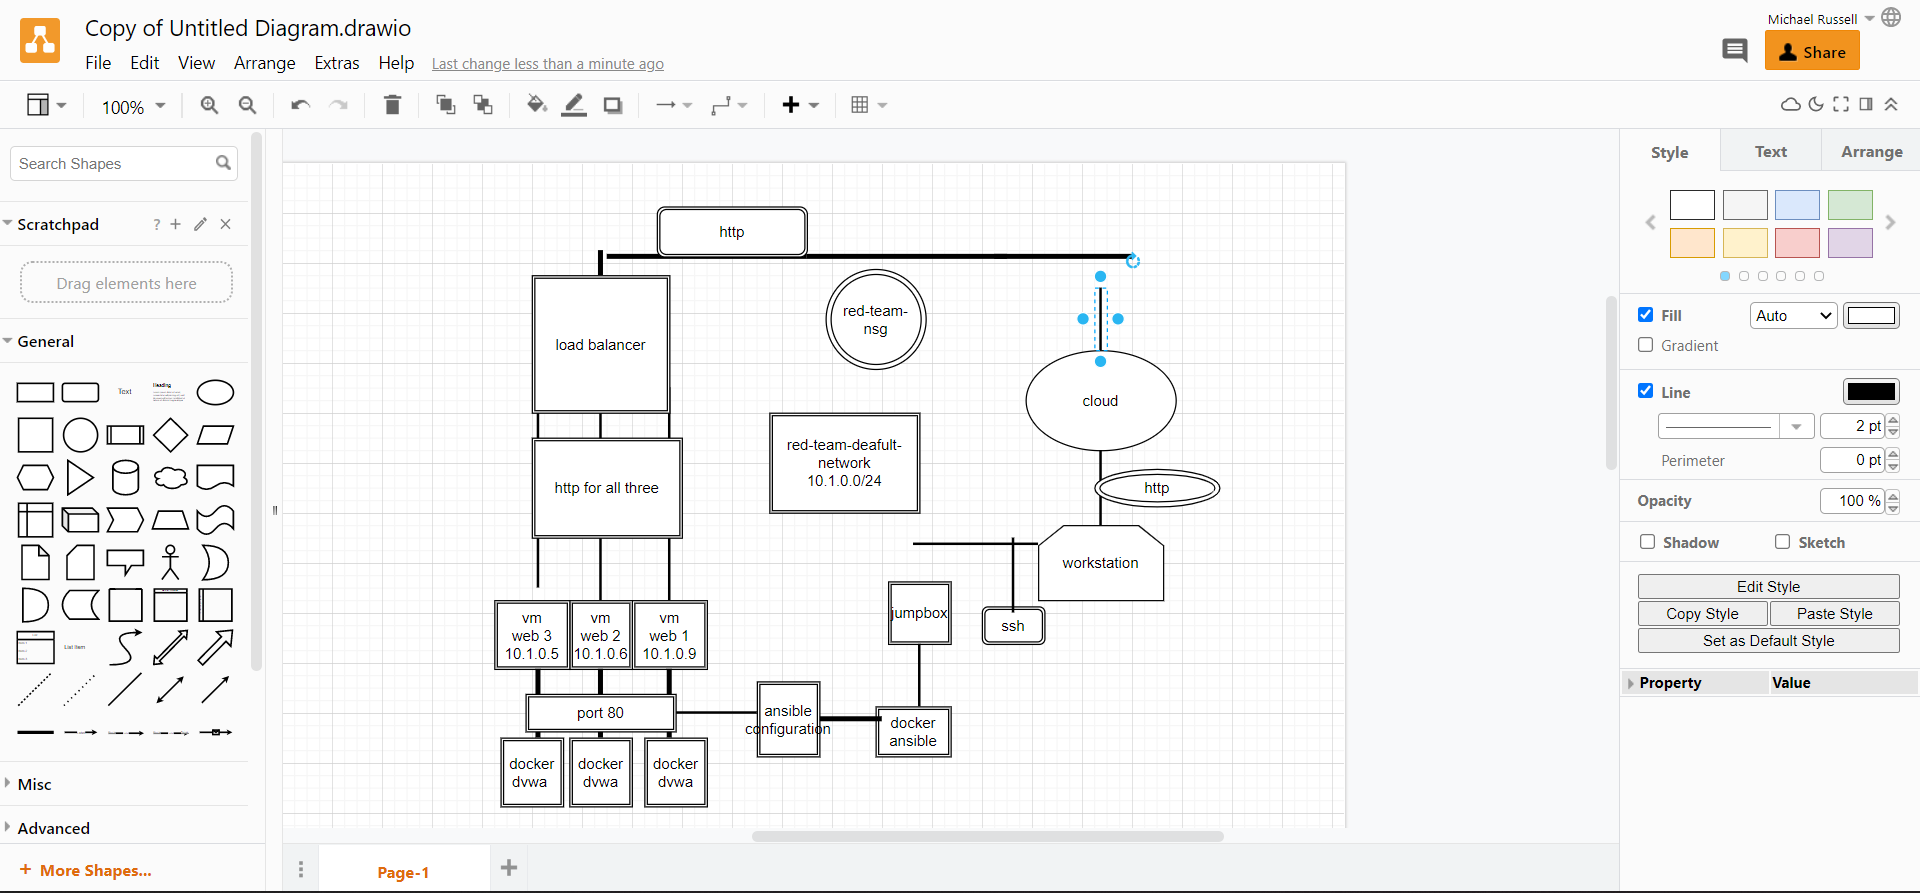 Copy of Untitled Diagram.drawio
Michael Russell
File Edit View Arrange Extras Help Last change less than a minute ago
Share
100%
Search Shapes
Style Text Arrange
Scratchpad ?
Drag elements here
General
Text
Heading
List Item
Misc
Advanced
+ More Shapes...
http
red-team-
nsg
load balancer
cloud
red-team-deafult-
network
10.1.0.0/24
http for all three
http
workstation
jumpbox
ssh
vm
web 3
10.1.0.5
vm
web 2
10.1.0.6
vm
web 1
10.1.0.9
port 80
ansible
configuration
docker
ansible
docker
dvwa
docker
dvwa
docker
dvwa
Page-1
Fill
Auto
Gradient
Line
2 pt
Perimeter
0 pt
Opacity
100 %
Shadow
Sketch
Edit Style
Copy Style
Paste Style
Set as Default Style
Property Value